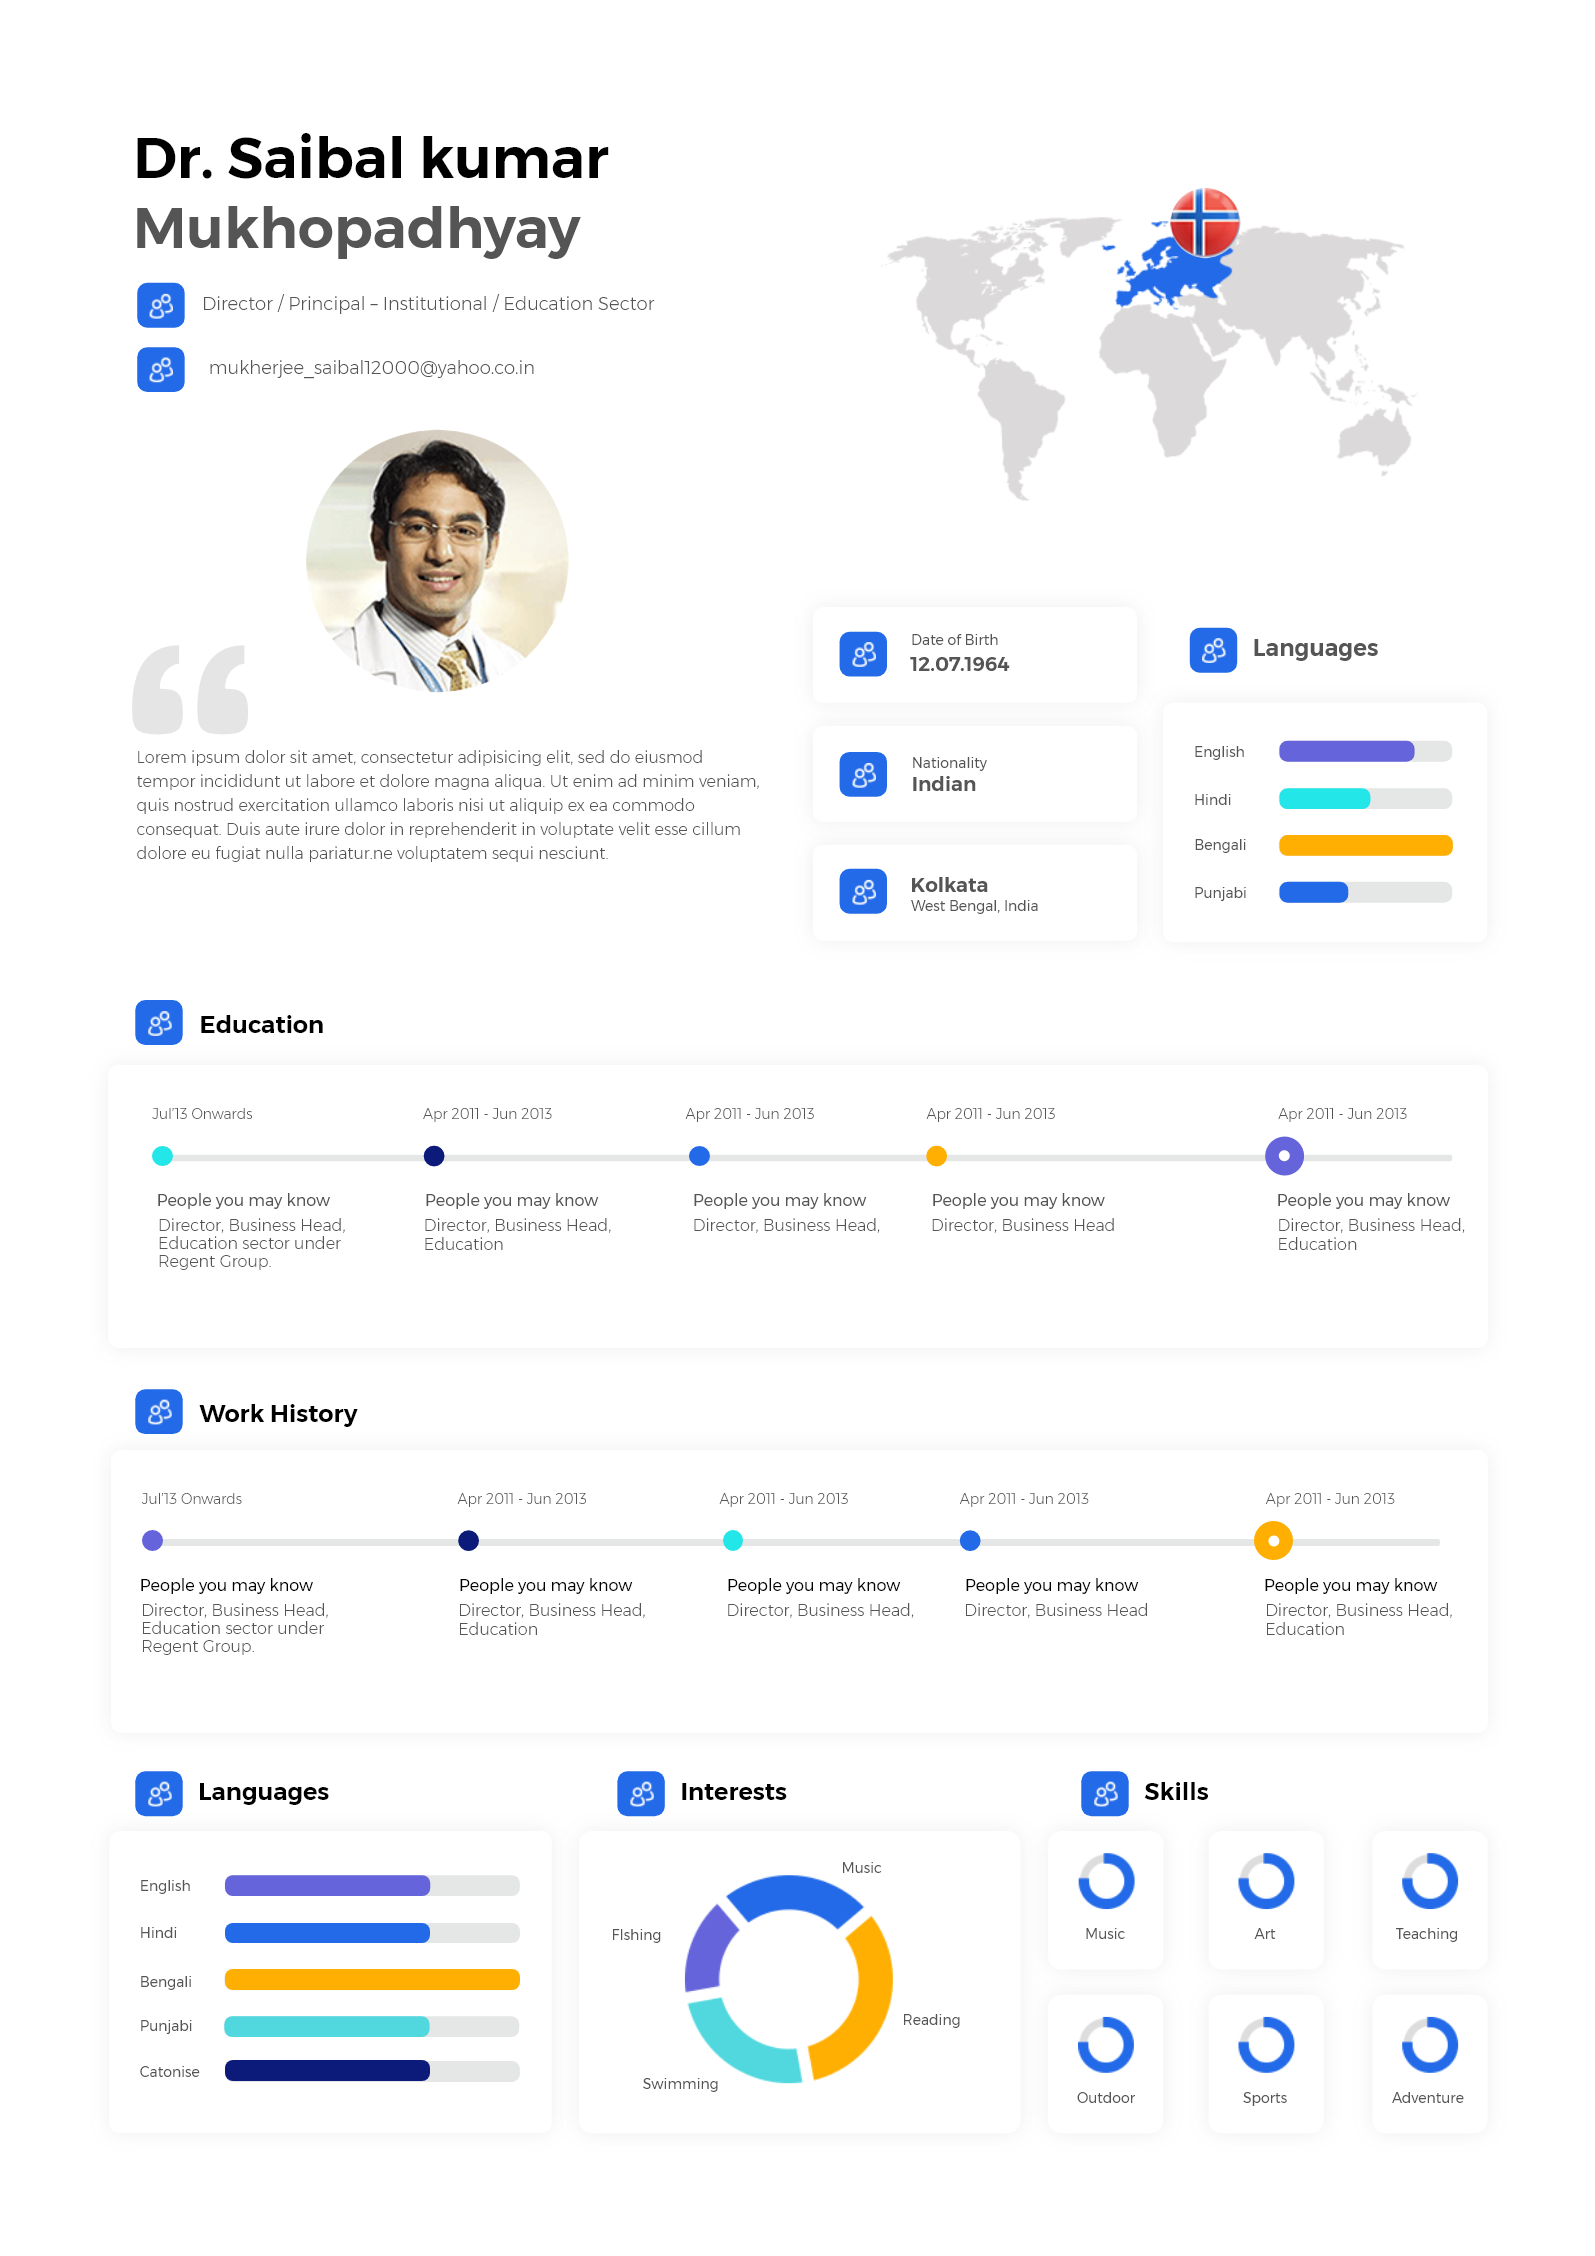 Dr. Saibal kumar
Mukhopadhyay
Director / Principal – Institutional / Education Sector
mukherjee_saibal12000@yahoo.co.in
Lorem ipsum dolor sit amet, consectetur adipisicing elit, sed do eiusmod
tempor incididunt ut labore et dolore magna aliqua. Ut enim ad minim veniam,
quis nostrud exercitation ullamco laboris nisi ut aliquip ex ea commodo
consequat. Duis aute irure dolor in reprehenderit in voluptate velit esse cillum
dolore eu fugiat nulla pariatur.ne voluptatem sequi nesciunt.
Date of Birth
12.07.1964
Nationality
Indian
Kolkata
West Bengal, India
Languages
English
Hindi
Bengali
Punjabi
Education
Jul'13 Onwards
People you may know
Director, Business Head,
Education sector under
Regent Group.
Apr 2011 - Jun 2013
People you may know
Director, Business Head,
Education
Apr 2011 - Jun 2013
People you may know
Director, Business Head,
Apr 2011 - Jun 2013
People you may know
Director, Business Head
Apr 2011 - Jun 2013
People you may know
Director, Business Head,
Education
Work History
Jul'13 Onwards
People you may know
Director, Business Head,
Education sector under
Regent Group.
Apr 2011 - Jun 2013
People you may know
Director, Business Head,
Education
Apr 2011 - Jun 2013
People you may know
Director, Business Head,
Apr 2011 - Jun 2013
People you may know
Director, Business Head
Apr 2011 - Jun 2013
People you may know
Director, Business Head,
Education
Languages
English
Hindi
Bengali
Punjabi
Catonise
Interests
Music
FIshing
Reading
Swimming
Skills
Music
Art
Teaching
Outdoor
Sports
Adventure